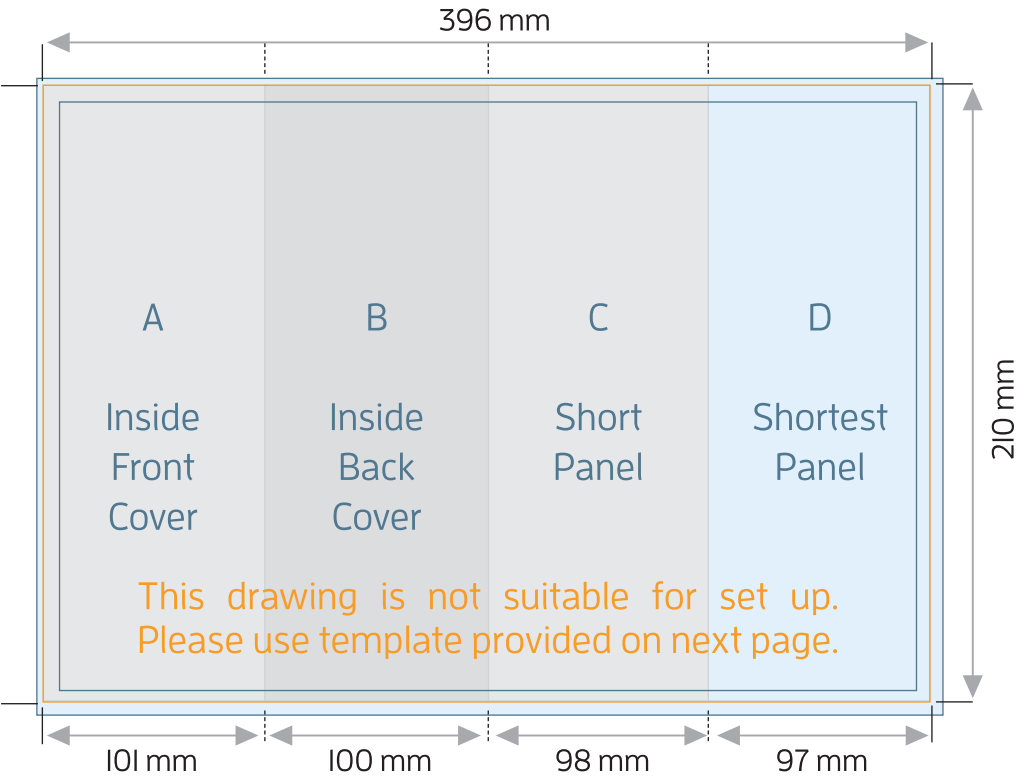 396 mm
A
B
C
D
Inside
Front
Cover
Inside
Back
Cover
Short
Panel
Shortest
Panel
210 mm
This drawing is not suitable for set up.
Please use template provided on next page.
101 mm
100 mm
98 mm
97 mm